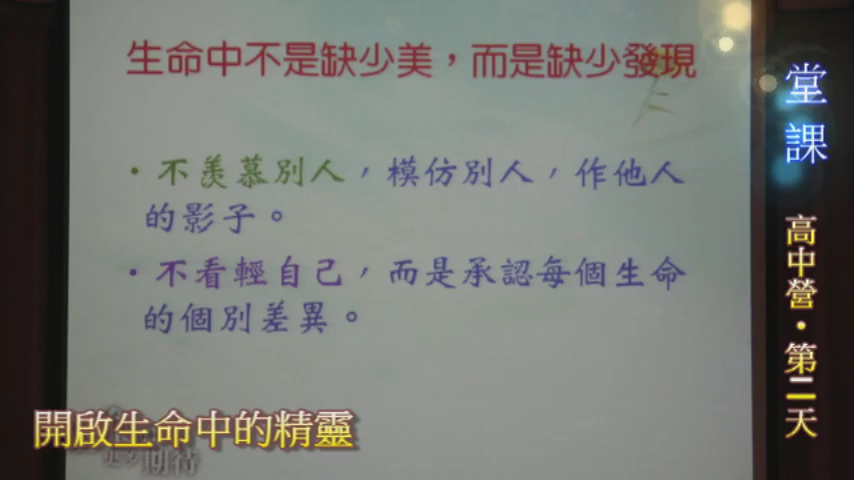 生命中不是缺少美，而是缺少發現
・不羨慕別人，模仿別人，作他人
的影子。
・不看輕自己，而是承認每個生命
的個別差異。
開啟生命中的精靈
期待
堂課
高中營・第二天